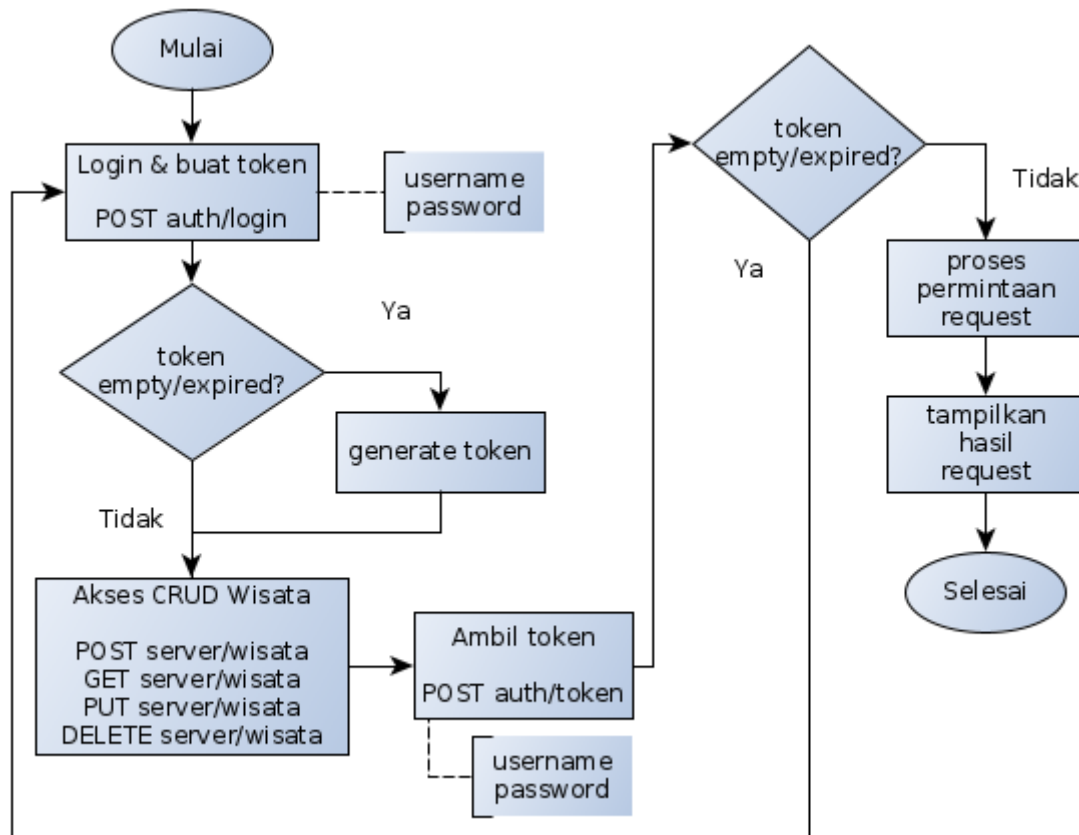 Mulai
Login & buat token
POST auth/login
username
password
token
empty/expired?
Ya
generate token
Tidak
Akses CRUD Wisata
POST server/wisata
GET server/wisata
PUT server/wisata
DELETE server/wisata
Ambil token
POST auth/token
username
password
token
empty/expired?
Tidak
Ya
proses
permintaan
request
tampilkan
hasil
request
Selesai